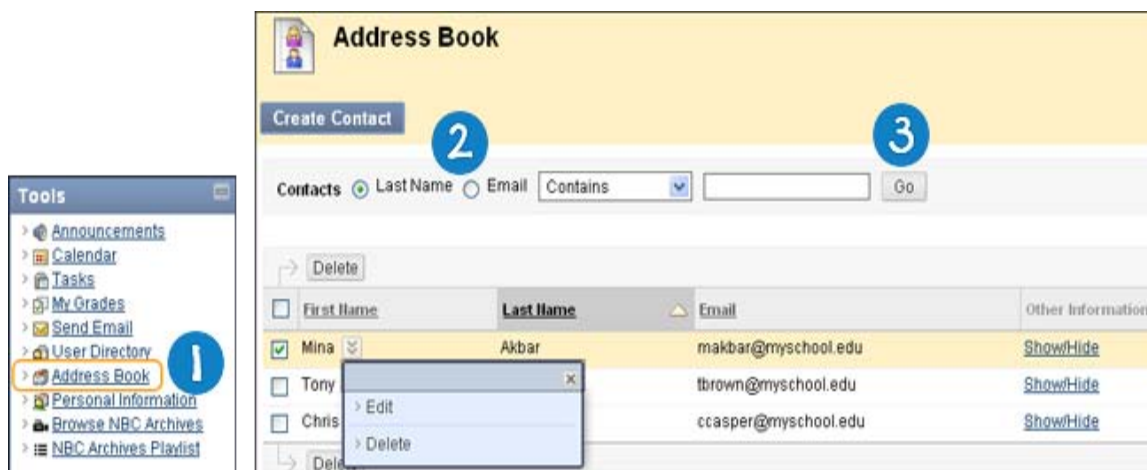 Address Book
Create Contact
2
3
Contacts Last Name Email Contains Go
Tools
Announcements
Calendar
Tasks
My Grades
Send Email
User Directory
1
Address Book
Personal Information
Browse NBC Archives
NBC Archives Playlist
Delete
First Name Last Name Email Other Information
Mina Akbar makbar@myschool.edu Show/Hide
Tony tbrown@myschool.edu Show/Hide
Chris ccasper@myschool.edu Show/Hide
Edit
Delete